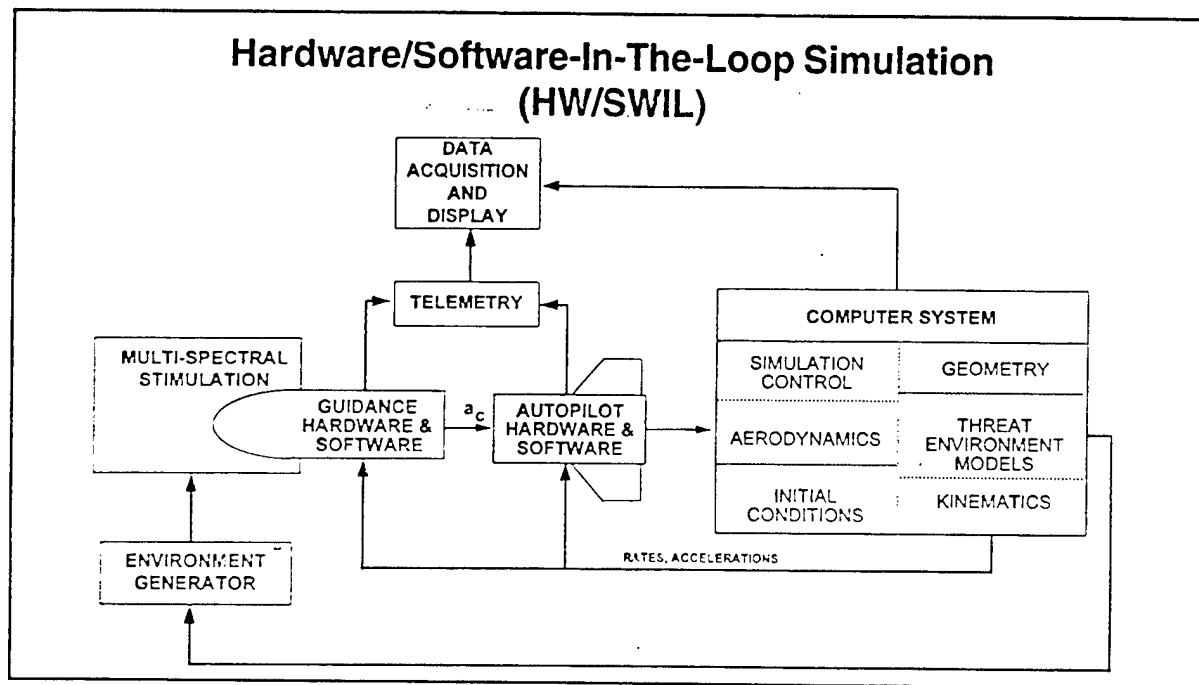 Hardware/Software-In-The-Loop Simulation
(HW/SWIL)
DATA
ACQUISITION
AND
DISPLAY
TELEMETRY
COMPUTER SYSTEM
MULTI-SPECTRAL
STIMULATION
SIMULATION
CONTROL
GEOMETRY
GUIDANCE
HARDWARE &
SOFTWARE
a_c
AUTOPILOT
HARDWARE &
SOFTWARE
AERODYNAMICS
THREAT
ENVIRONMENT
MODELS
INITIAL
CONDITIONS
KINEMATICS
RATES, ACCELERATIONS
ENVIRONMENT
GENERATOR